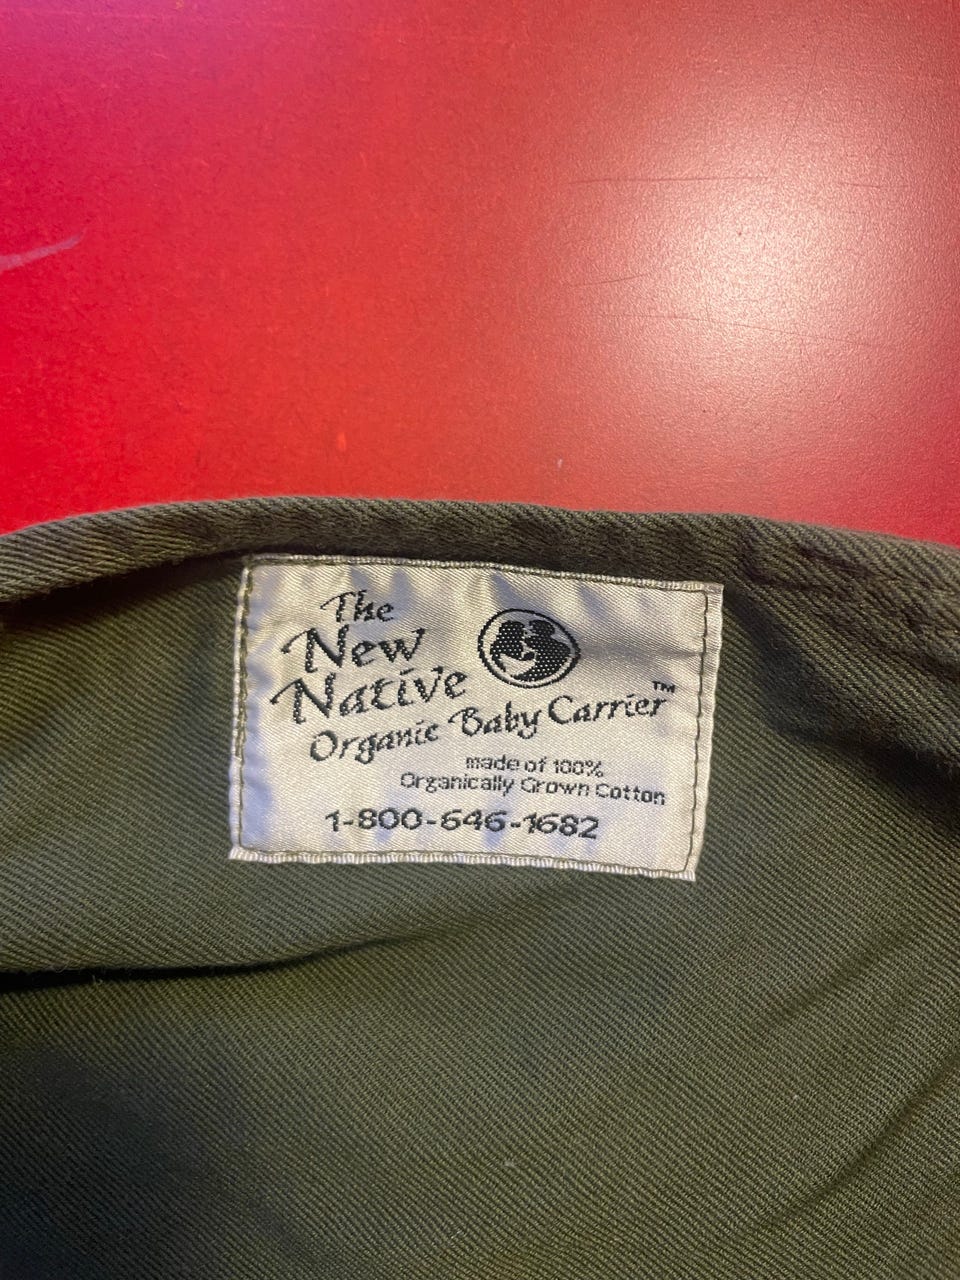 The
New
Native
Organic Baby Carrier™
made of 100%
Organically Grown Cotton
1-800-646-1682